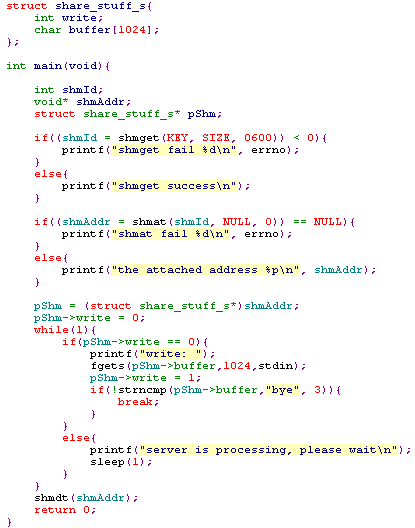 struct share_stuff_s{
    int write;
    char buffer[1024];
};

int main(void){

    int shmId;
    void* shmAddr;
    struct share_stuff_s* pShm;

    if((shmId = shmget(KEY, SIZE, 0600)) < 0){
        printf("shmget fail %d\n", errno);
    }
    else{
        printf("shmget success\n");
    }

    if((shmAddr = shmat(shmId, NULL, 0)) == NULL){
        printf("shmat fail %d\n", errno);
    }
    else{
        printf("the attached address %p\n", shmAddr);
    }

    pShm = (struct share_stuff_s*)shmAddr;
    pShm->write = 0;
    while(1){
        if(pShm->write == 0){
            printf("write: ");
            fgets(pShm->buffer,1024,stdin);
            pShm->write = 1;
            if(!strncmp(pShm->buffer,"bye", 3)){
                break;
            }
        }
        else{
            printf("server is processing, please wait\n");
            sleep(1);
        }
    }
    shmdt(shmAddr);
    return 0;
}